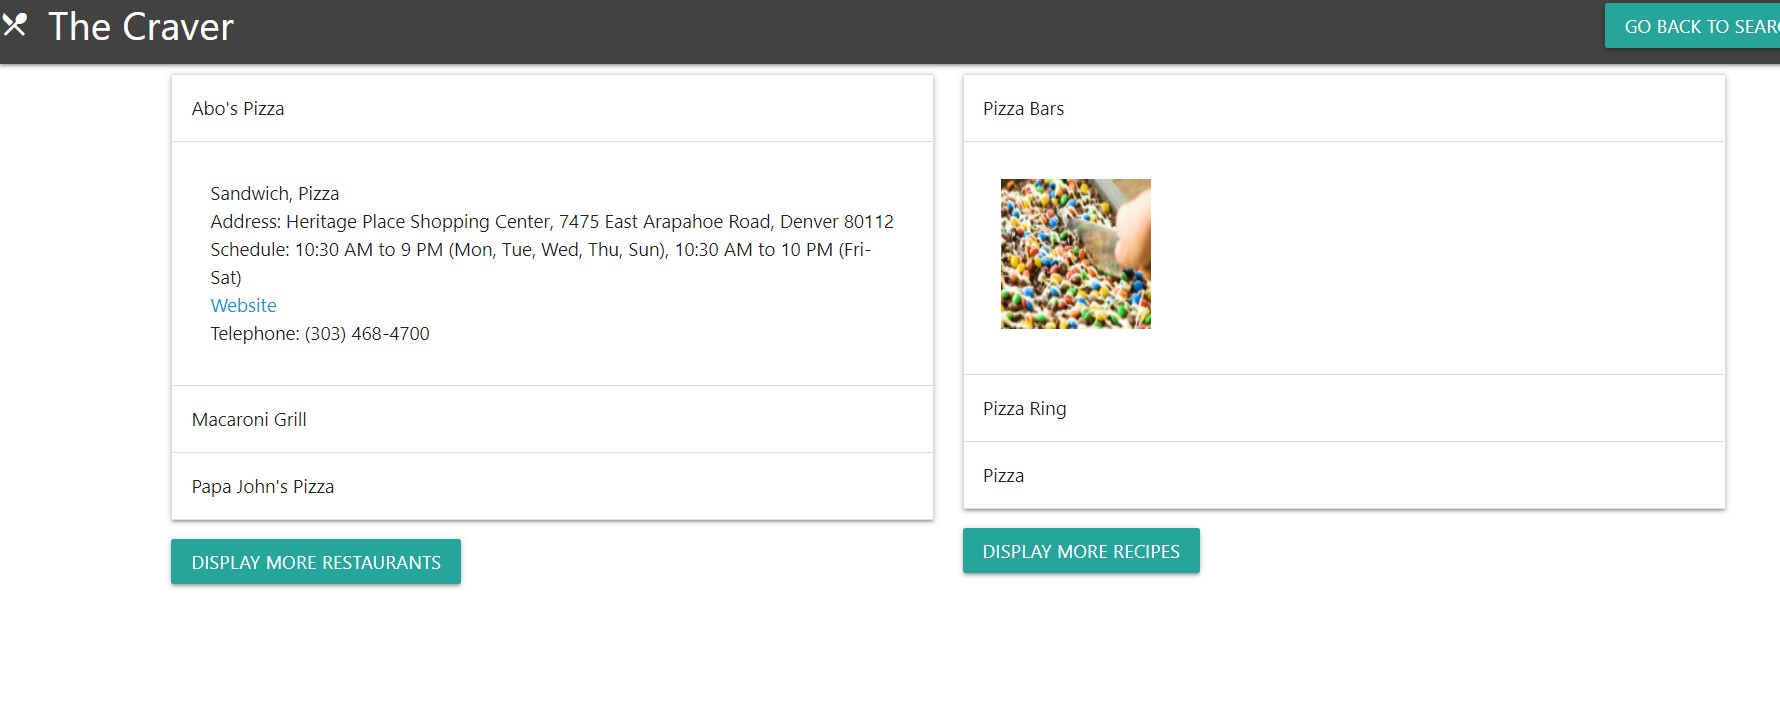 The Craver
GO BACK TO SEARC
Abo's Pizza
Sandwich, Pizza
Address: Heritage Place Shopping Center, 7475 East Arapahoe Road, Denver 80112
Schedule: 10:30 AM to 9 PM (Mon, Tue, Wed, Thu, Sun), 10:30 AM to 10 PM (Fri-
Sat)
Website
Telephone: (303) 468-4700
Macaroni Grill
Papa John's Pizza
DISPLAY MORE RESTAURANTS
Pizza Bars
Pizza Ring
Pizza
DISPLAY MORE RECIPES